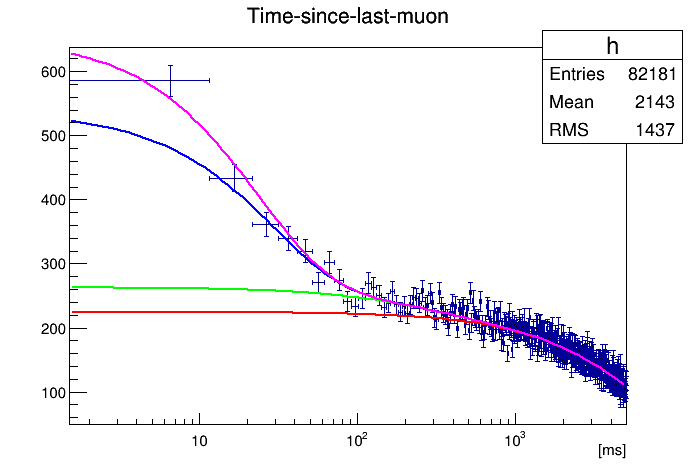 Time-since-last-muon
h
Entries 82181
Mean 2143
RMS 1437
600
500
400
300
200
100
10
10²
10³
[ms]